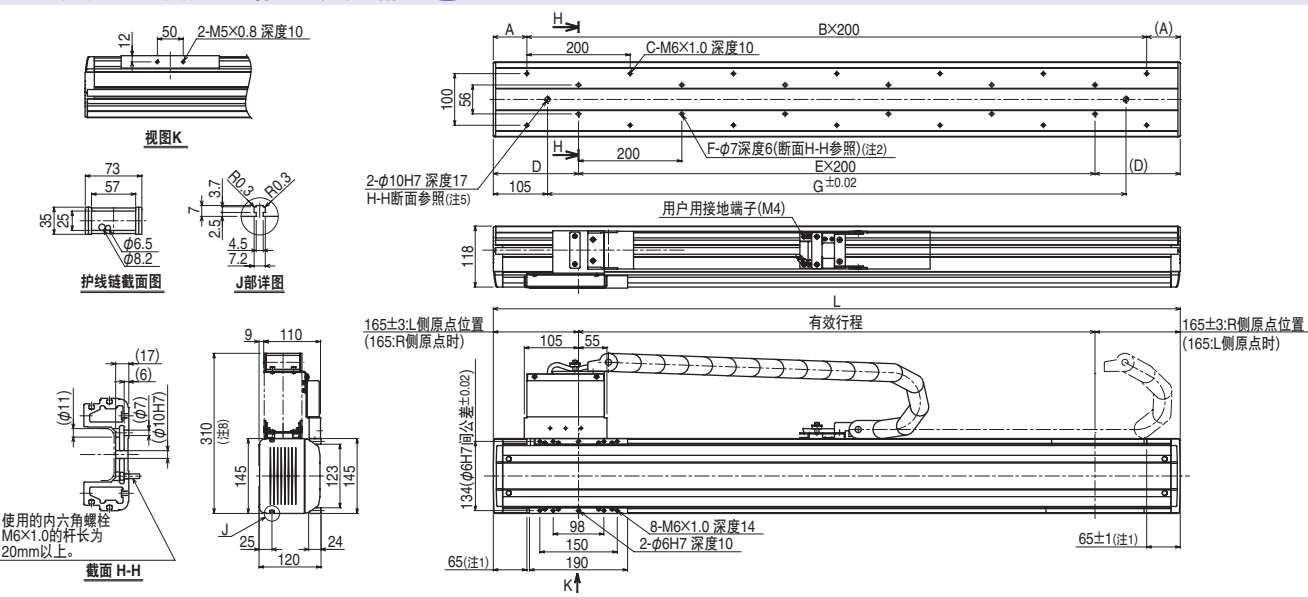 12
50
2-M5×0.8 深度10
视图K
73
57
35
25
φ6.5
φ8.2
护线链截面图
R0.3
R0.3
3.7
7
2.5
4.5
7.2
J部详图
H
A
B×200
(A)
200
C-M6×1.0 深度10
100
56
H
200
F-φ7深度6(断面H-H参照)(注2)
D
E×200
(D)
2-φ10H7 深度17
H-H断面参照(注5)
105
G±0.02
用户用接地端子(M4)
118
L
165±3:L侧原点位置
(165:R侧原点时)
有效行程
165±3:R侧原点位置
(165:L侧原点时)
105
55
134(φ6H7)间公差±0.02)
98
150
190
8-M6×1.0 深度14
2-φ6H7 深度10
65(注1)
65±1(注1)
K
(17)
(6)
(φ11)
(φ7)
(φ10H7)
使用的内六角螺栓
M6×1.0的杆长为
20mm以上。
截面 H-H
9
110
310
(注8)
145
123
145
J
25
24
120